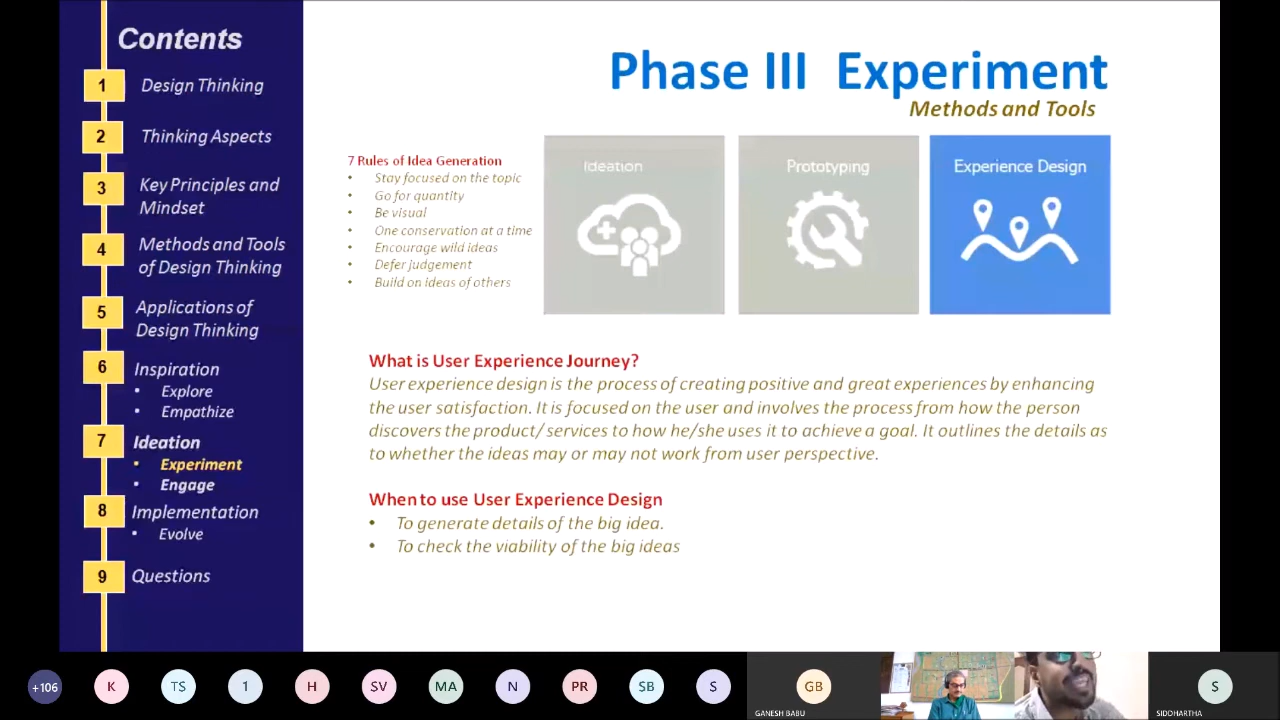 Contents
1
Design Thinking
2
Thinking Aspects
3
Key Principles and
Mindset
4
Methods and Tools
of Design Thinking
5
Applications of
Design Thinking
6
Inspiration
• Explore
• Empathize
7
Ideation
• Experiment
• Engage
8
Implementation
• Evolve
9
Questions
Phase III Experiment
Methods and Tools
7 Rules of Idea Generation
• Stay focused on the topic
• Go for quantity
• Be visual
• One conservation at a time
• Encourage wild ideas
• Defer judgement
• Build on ideas of others
Ideation
Prototyping
Experience Design
What is User Experience Journey?
User experience design is the process of creating positive and great experiences by enhancing
the user satisfaction. It is focused on the user and involves the process from how the person
discovers the product/ services to how he/she uses it to achieve a goal. It outlines the details as
to whether the ideas may or may not work from user perspective.
When to use User Experience Design
• To generate details of the big idea.
• To check the viability of the big ideas
+106
K
TS
1
H
SV
MA
N
PR
SB
S
GB
GANESH BABU
S
SIDDHARTHA